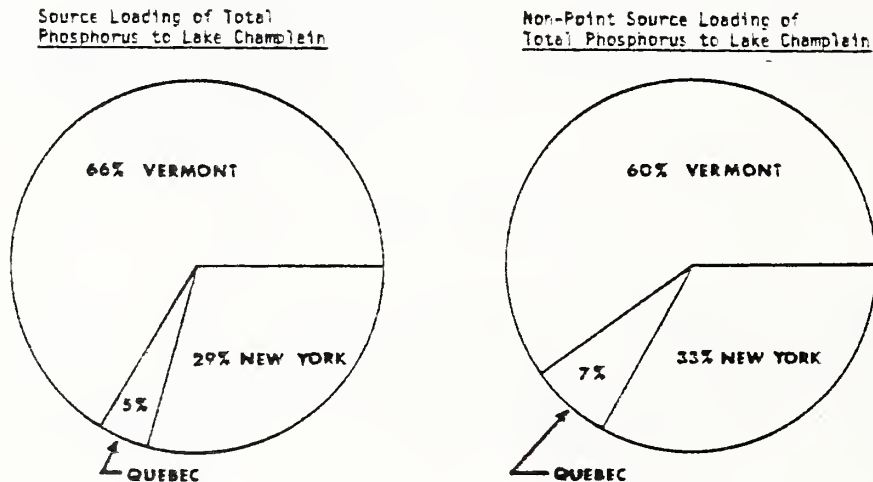 Source Loading of Total
Phosphorus to Lake Champlain
66% VERMONT
29% NEW YORK
5%
QUEBEC
Non-Point Source Loading of
Total Phosphorus to Lake Champlain
60% VERMONT
33% NEW YORK
7%
QUEBEC